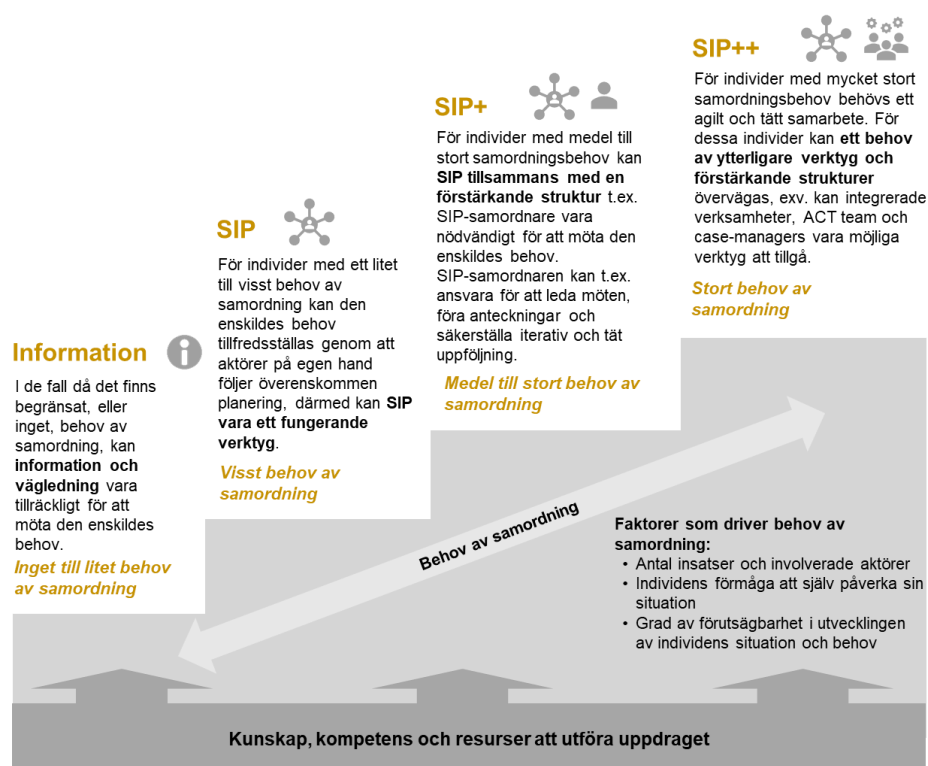 Information
I de fall då det finns
begränsat, eller
inget, behov av
samordning, kan
information och
vägledning vara
tillräckligt för att
möta den enskildes
behov.
Inget till litet behov
av samordning
SIP
För individer med ett litet
till visst behov av
samordning kan den
enskildes behov
tillfredsställas genom att
aktörer på egen hand
följer överenskommen
planering, därmed kan SIP
vara ett fungerande
verktyg.
Visst behov av
samordning
SIP+
För individer med medel till
stort samordningsbehov kan
SIP tillsammans med en
förstärkande struktur t.ex.
SIP-samordnare vara
nödvändigt för att möta den
enskildes behov.
SIP-samordnaren kan t.ex.
ansvara för att leda möten,
föra anteckningar och
säkerställa iterativ och tät
uppföljning.
Medel till stort behov av
samordning
SIP++
För individer med mycket stort
samordningsbehov behövs ett
agilt och tätt samarbete. För
dessa individer kan ett behov
av ytterligare verktyg och
förstärkande strukturer
övervägas, exv. kan integrerade
verksamheter, ACT team och
case-managers vara möjliga
verktyg att tillgå.
Stort behov av
samordning
Behov av samordning
Faktorer som driver behov av
samordning:
• Antal insatser och involverade aktörer
• Individens förmåga att själv påverka sin
situation
• Grad av förutsägbarhet i utvecklingen
av individens situation och behov
Kunskap, kompetens och resurser att utföra uppdraget